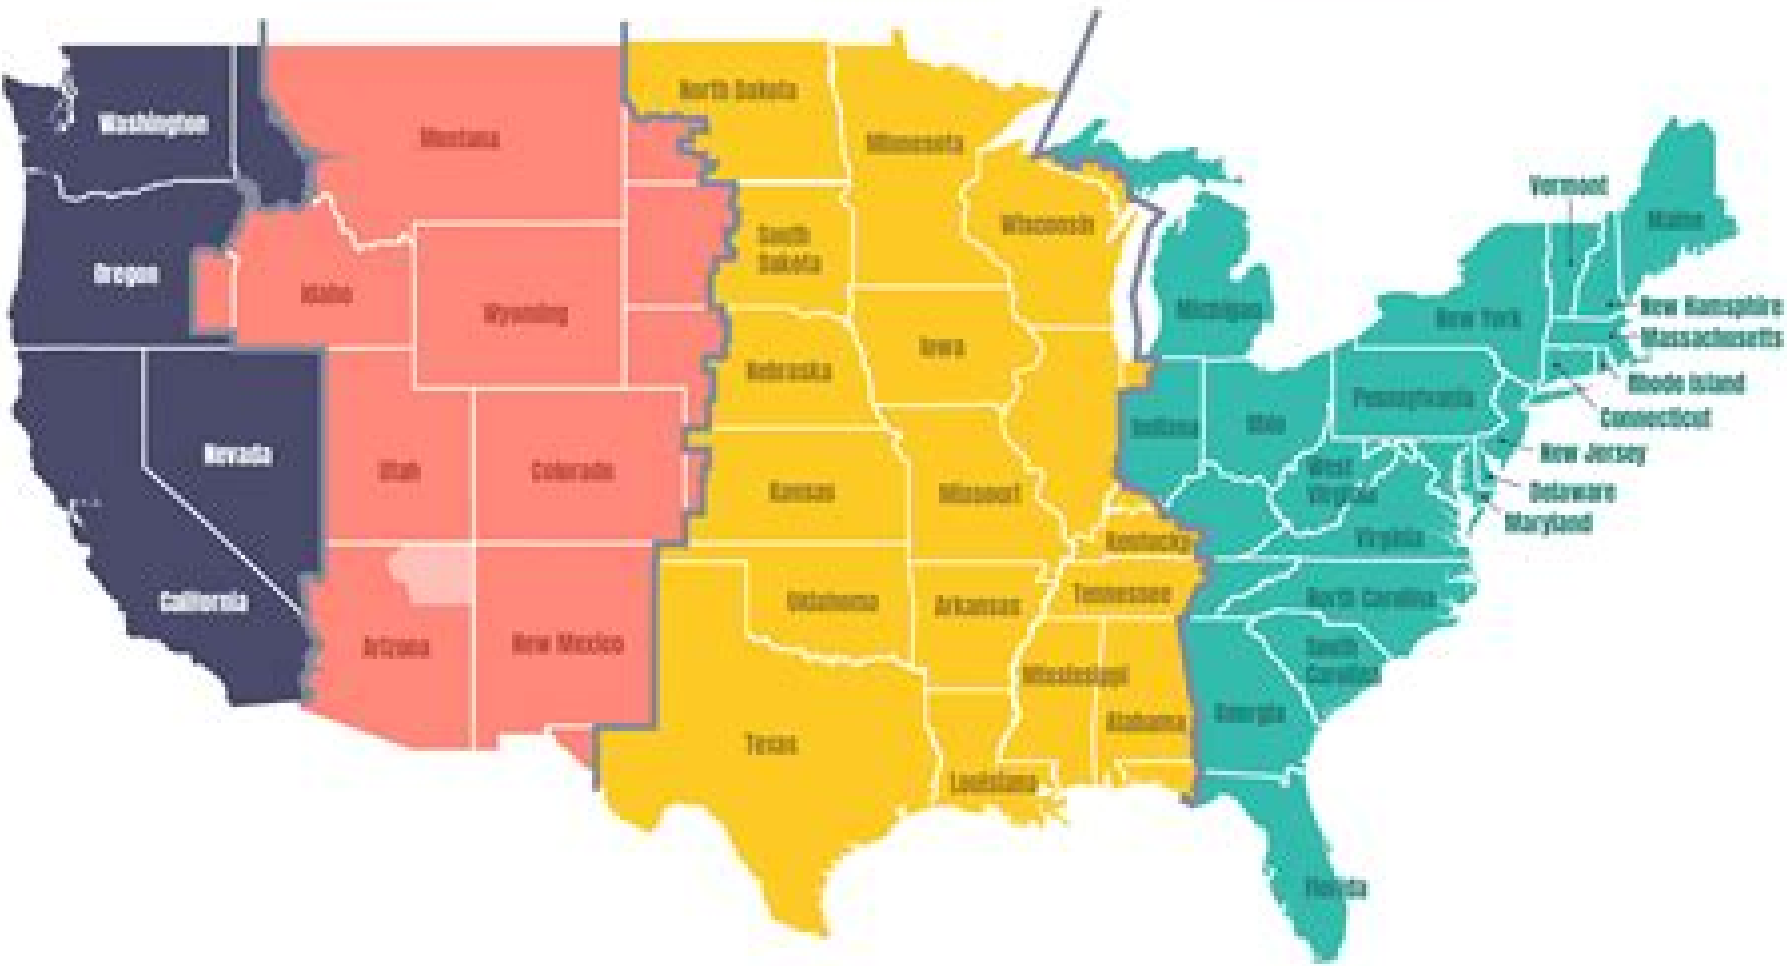 Washington
Montana
North Dakota
Minnesota
Vermont
Maine
Oregon
Idaho
Wyoming
South
Dakota
Wisconsin
Michigan
New York
New Hamsphire
Massachusetts
Rhode Island
Connecticut
Nevada
Utah
Colorado
Nebraska
Iowa
Indiana
Ohio
Pennsylvania
New Jersey
Delaware
Maryland
Kansas
Missouri
West
Virginia
Virginia
Kentucky
California
Arizona
New Mexico
Oklahoma
Arkansas
Tennessee
North Carolina
South
Carolina
Mississippi
Alabama
Georgia
Texas
Louisiana
Florida